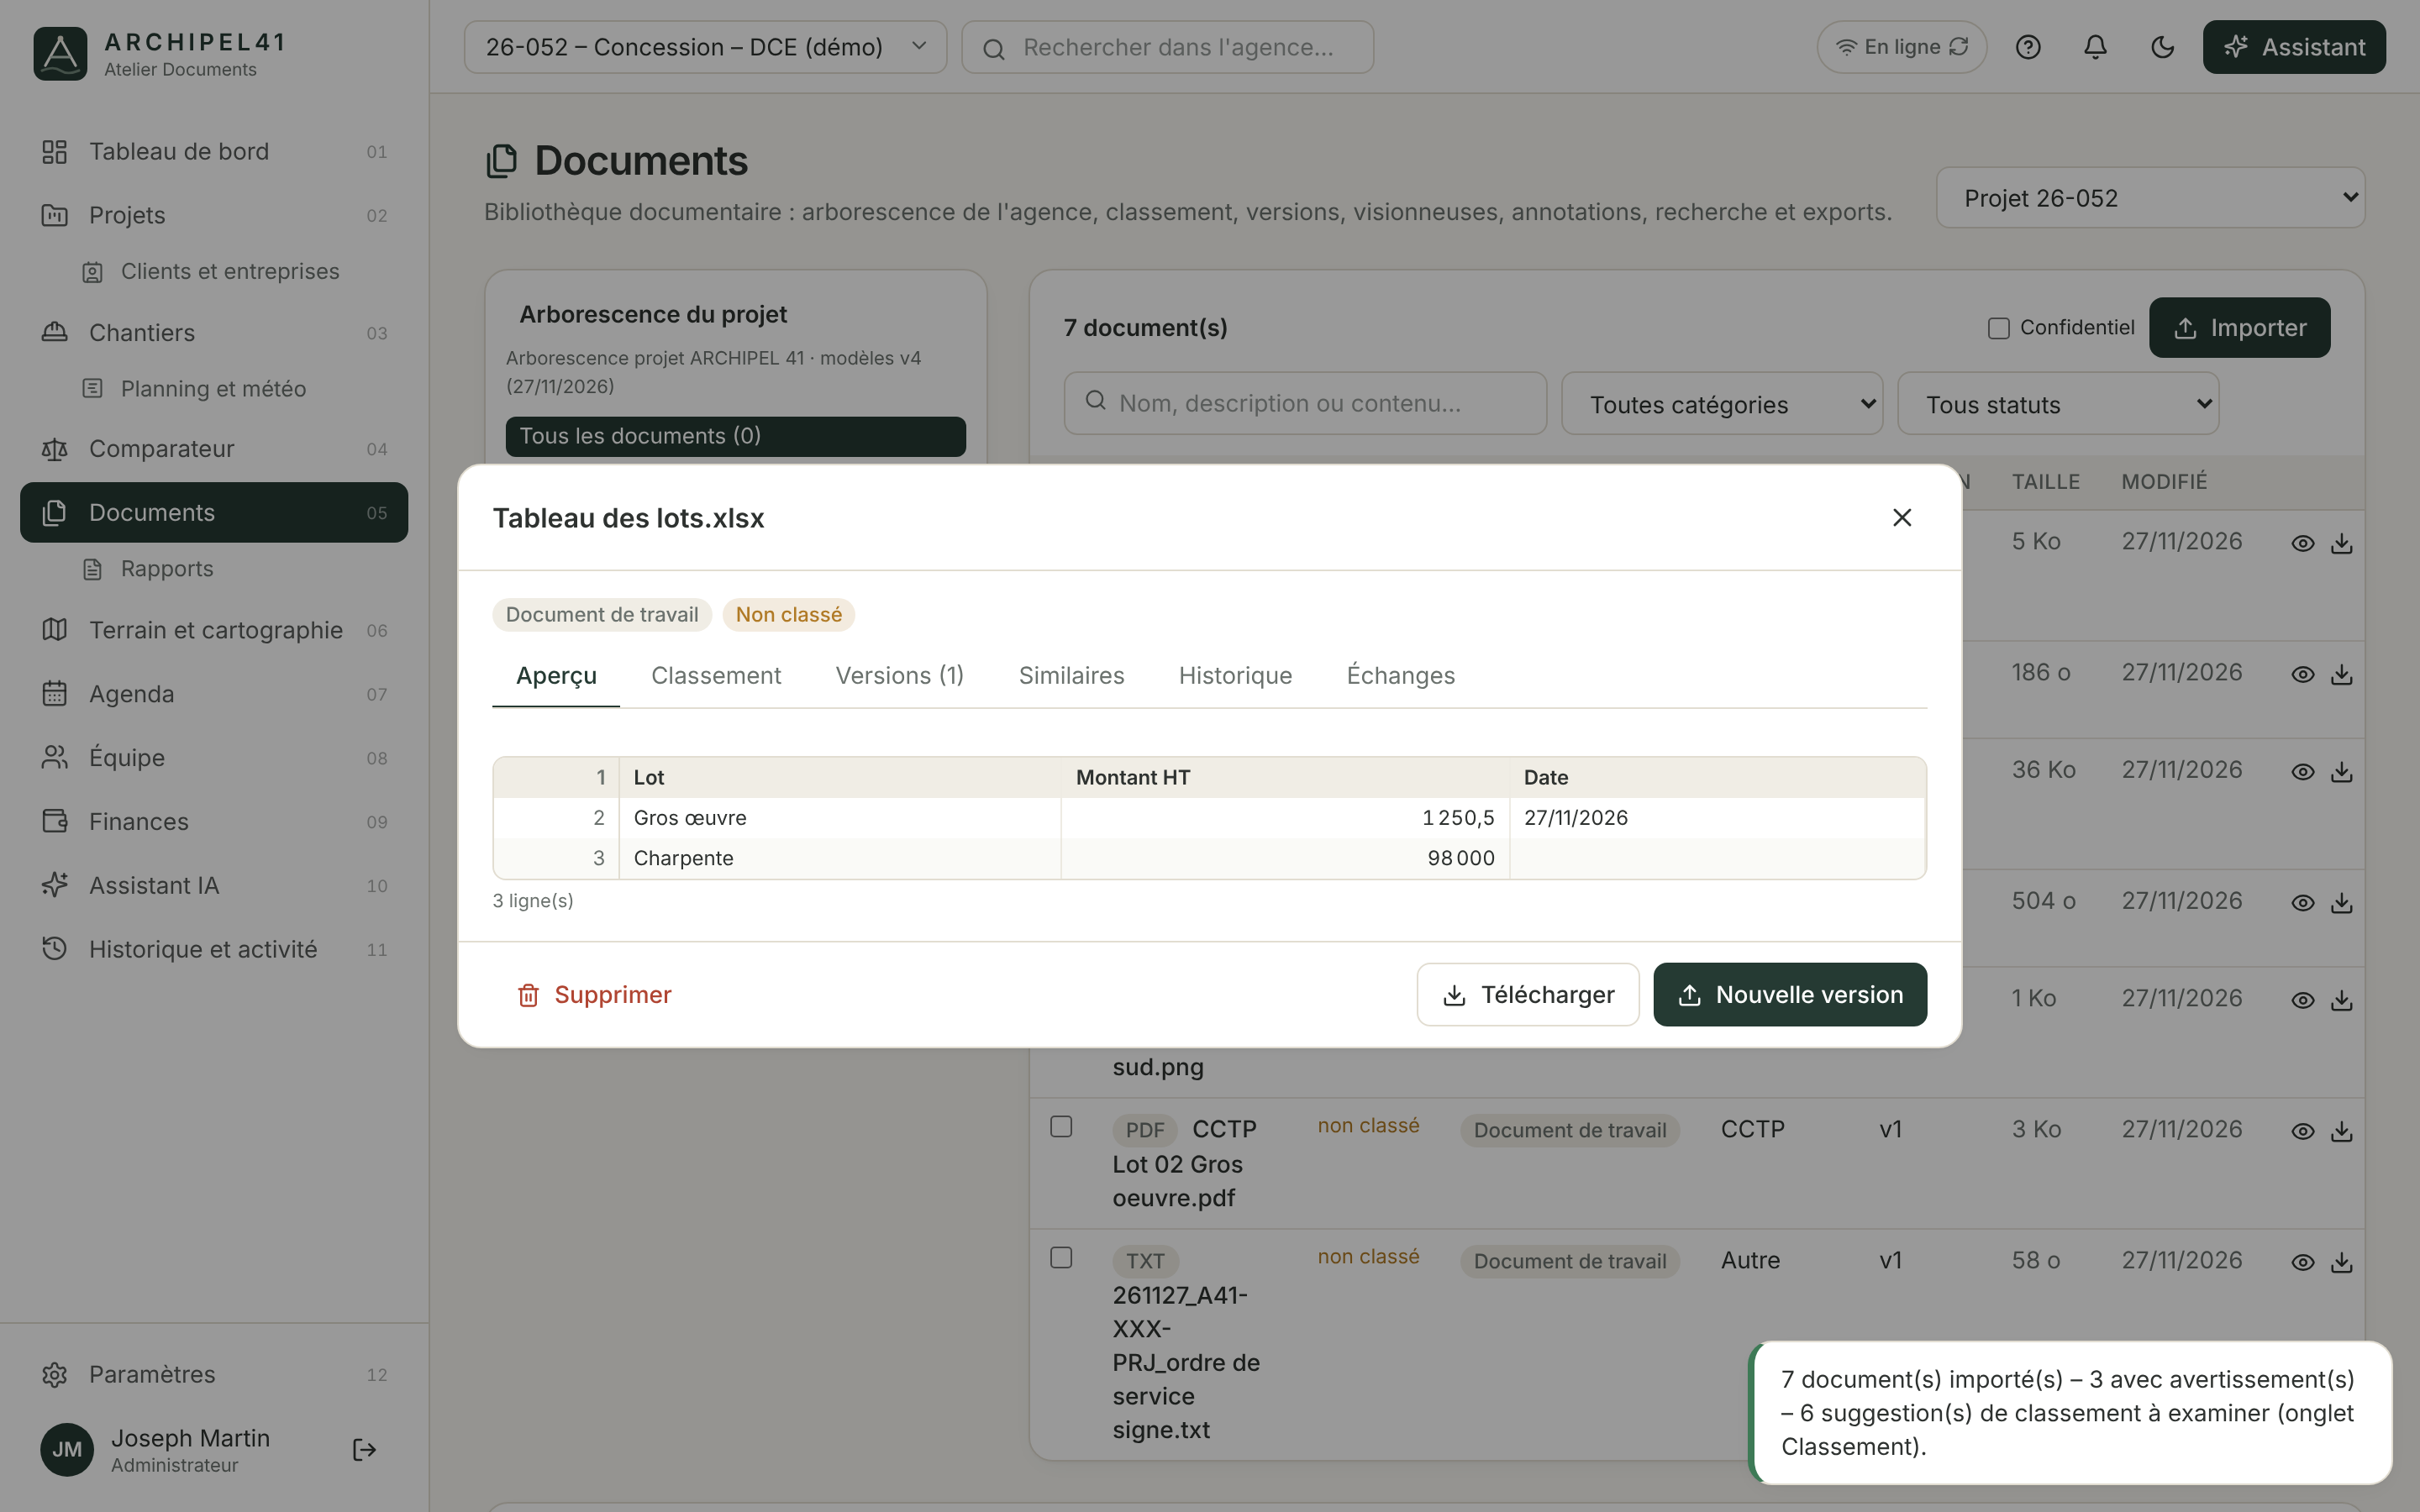 ARCHIPEL41
Atelier Documents
Tableau de bord 01
Projets 02
Clients et entreprises
Chantiers 03
Planning et météo
Comparateur 04
Documents 05
Rapports
Terrain et cartographie 06
Agenda 07
Équipe 08
Finances 09
Assistant IA 10
Historique et activité 11
Paramètres 12
JM
Joseph Martin
Administrateur
26-052 – Concession – DCE (démo)
Rechercher dans l'agence...
En ligne
Assistant
Documents
Bibliothèque documentaire : arborescence de l'agence, classement, versions, visionneuses, annotations, recherche et exports.
Projet 26-052
Arborescence du projet
Arborescence projet ARCHIPEL 41 · modèles v4
(27/11/2026)
Tous les documents (0)
7 document(s)
Confidentiel
Importer
Nom, description ou contenu...
Toutes catégories
Tous statuts
N TAILLE MODIFIÉ
5 Ko 27/11/2026
186 o 27/11/2026
36 Ko 27/11/2026
504 o 27/11/2026
1 Ko 27/11/2026
Tableau des lots.xlsx
Document de travail Non classé
Aperçu Classement Versions (1) Similaires Historique Échanges
1 Lot Montant HT Date
2 Gros œuvre 1 250,5 27/11/2026
3 Charpente 98 000
3 ligne(s)
Supprimer
Télécharger
Nouvelle version
sud.png
PDF CCTP non classé Document de travail CCTP v1 3 Ko 27/11/2026
Lot 02 Gros
oeuvre.pdf
TXT non classé Document de travail Autre v1 58 o 27/11/2026
261127_A41-
XXX-
PRJ_ordre de
service
signe.txt
7 document(s) importé(s) – 3 avec avertissement(s)
– 6 suggestion(s) de classement à examiner (onglet
Classement).